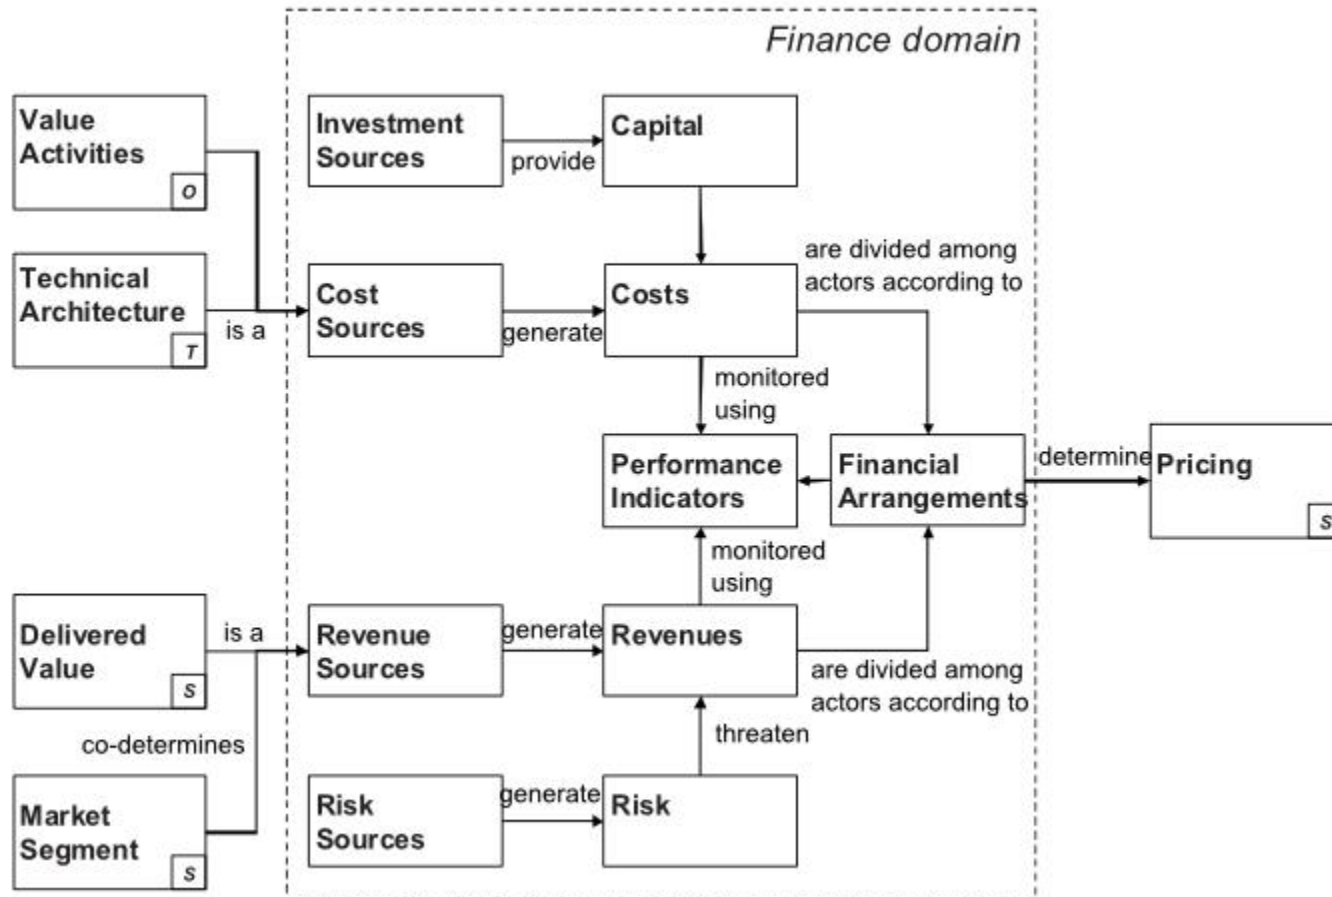 Finance domain
Value
Activities
O
Investment
Sources
provide
Capital
Technical
Architecture
T
is a
Cost
Sources
generate
Costs
are divided among
actors according to
monitored
using
Performance
Indicators
Financial
Arrangements
determine
Pricing
S
monitored
using
Delivered
Value
S
is a
Revenue
Sources
generate
Revenues
are divided among
actors according to
co-determines
threaten
Market
Segment
S
Risk
Sources
generate
Risk